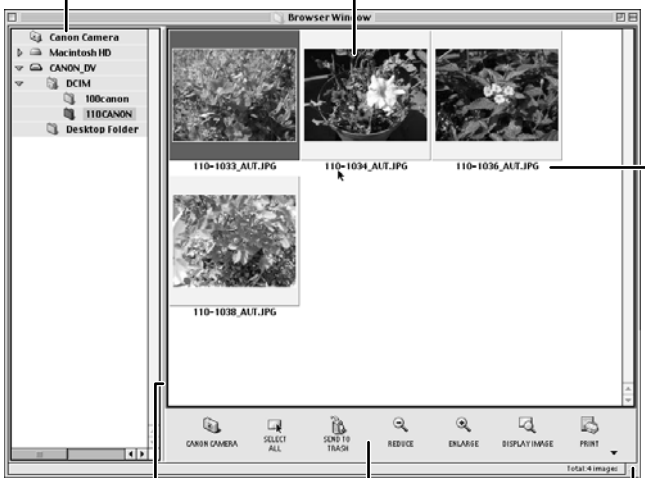 Browser Window
Canon Camera
Macintosh HD
CANON_DV
DCIM
100canon
110CANON
Desktop Folder
110-1033_AUT.JPG
110-1034_AUT.JPG
110-1036_AUT.JPG
110-1038_AUT.JPG
CANON CAMERA
SELECT ALL
SEND TO TRASH
REDUCE
ENLARGE
DISPLAY IMAGE
PRINT
Total:4 images